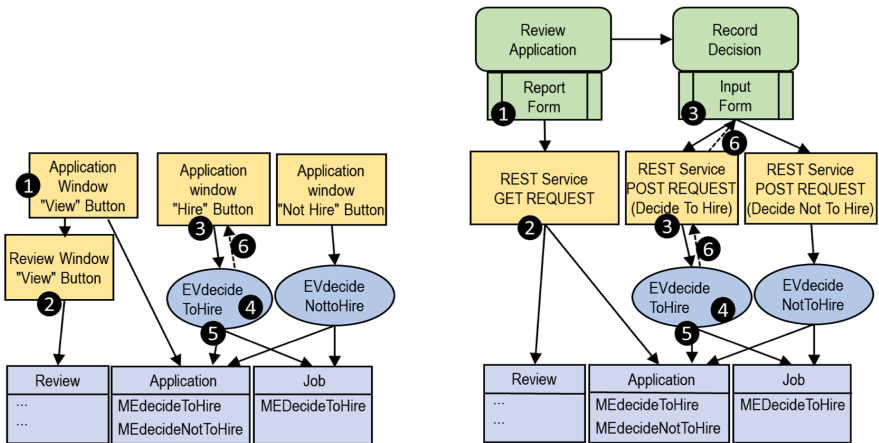 Application
Window
"View" Button
1
Review Window
"View" Button
2
Application
window
"Hire" Button
3
6
Application
window
"Not Hire" Button
EVdecide
ToHire
4
5
EVdecide
NottoHire
Review
...
...
Application
MEdecideToHire
MEdecideNotToHire
Job
MEDecideToHire
Review
Application
Report
Form
1
Record
Decision
Input
Form
3
6
REST Service
GET REQUEST
2
REST Service
POST REQUEST
(Decide To Hire)
3
6
REST Service
POST REQUEST
(Decide Not To Hire)
EVdecide
ToHire
4
5
EVdecide
NotToHire
Review
...
...
Application
MEdecideToHire
MEdecideNotToHire
Job
MEDecideToHire